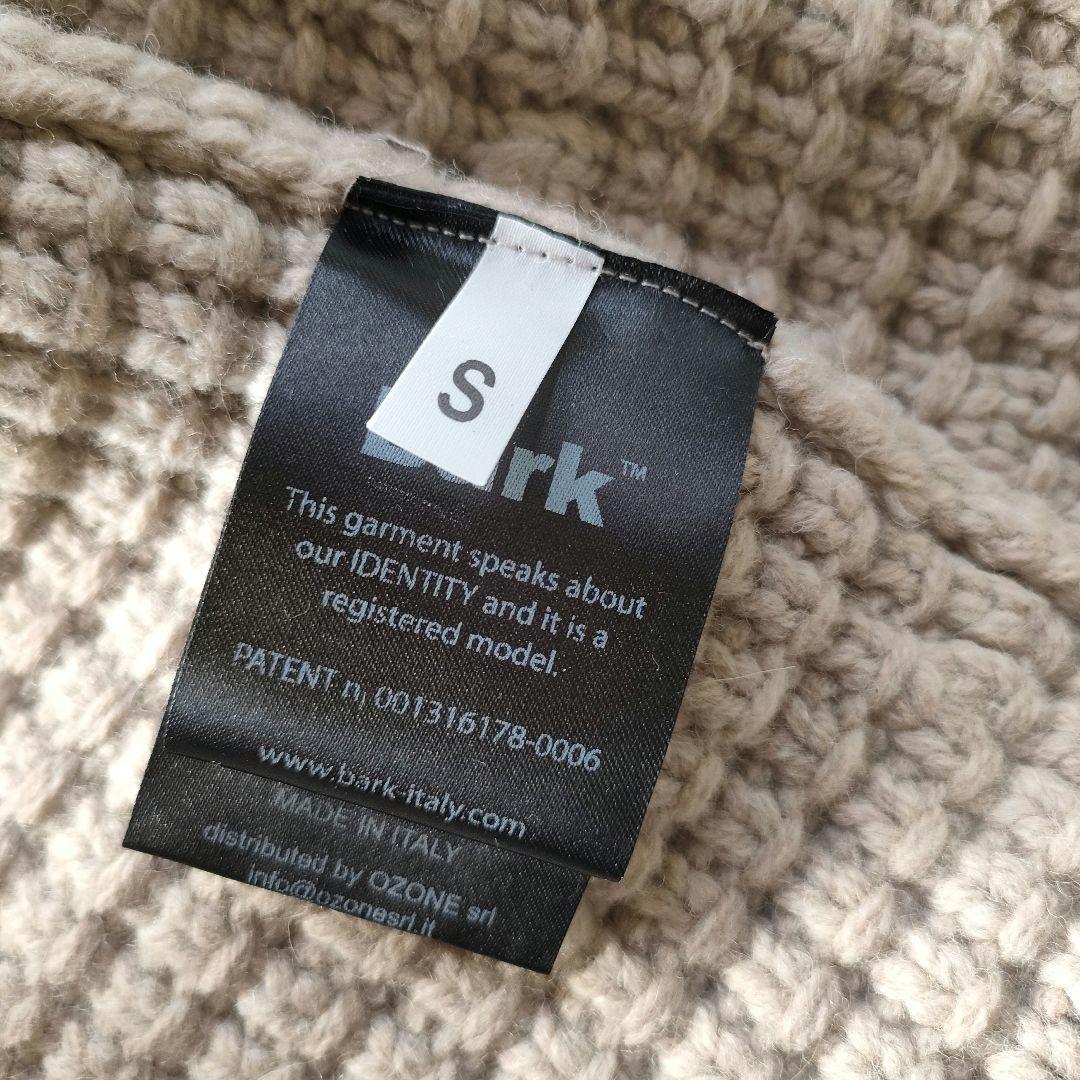 S
Bark™
This garment speaks about
our IDENTITY and it is a
registered model.
PATENT n, 001316178-0006
www.bark-italy.com
MADE IN ITALY
distributed by OZONE srl
info@ozonesrl.it